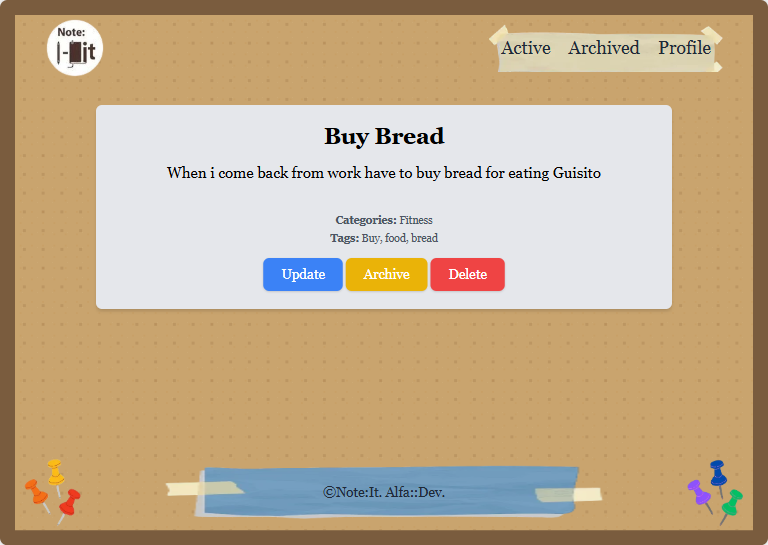 Note:
I-it
Active Archived Profile
Buy Bread
When i come back from work have to buy bread for eating Guisito
Categories: Fitness
Tags: Buy, food, bread
Update Archive Delete
©Note:It. Alfa::Dev.